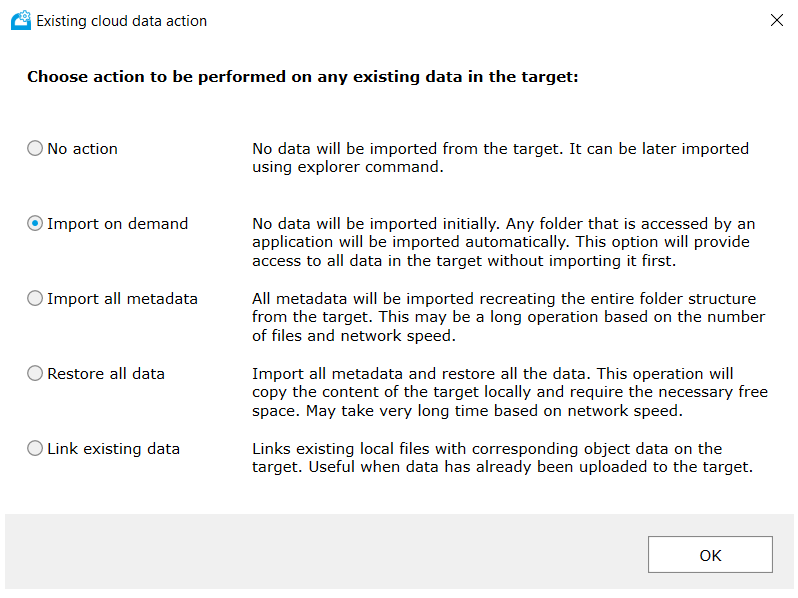 Existing cloud data action
Choose action to be performed on any existing data in the target:
No action
No data will be imported from the target. It can be later imported
using explorer command.
Import on demand
No data will be imported initially. Any folder that is accessed by an
application will be imported automatically. This option will provide
access to all data in the target without importing it first.
Import all metadata
All metadata will be imported recreating the entire folder structure
from the target. This may be a long operation based on the number
of files and network speed.
Restore all data
Import all metadata and restore all the data. This operation will
copy the content of the target locally and require the necessary free
space. May take very long time based on network speed.
Link existing data
Links existing local files with corresponding object data on the
target. Useful when data has already been uploaded to the target.
OK